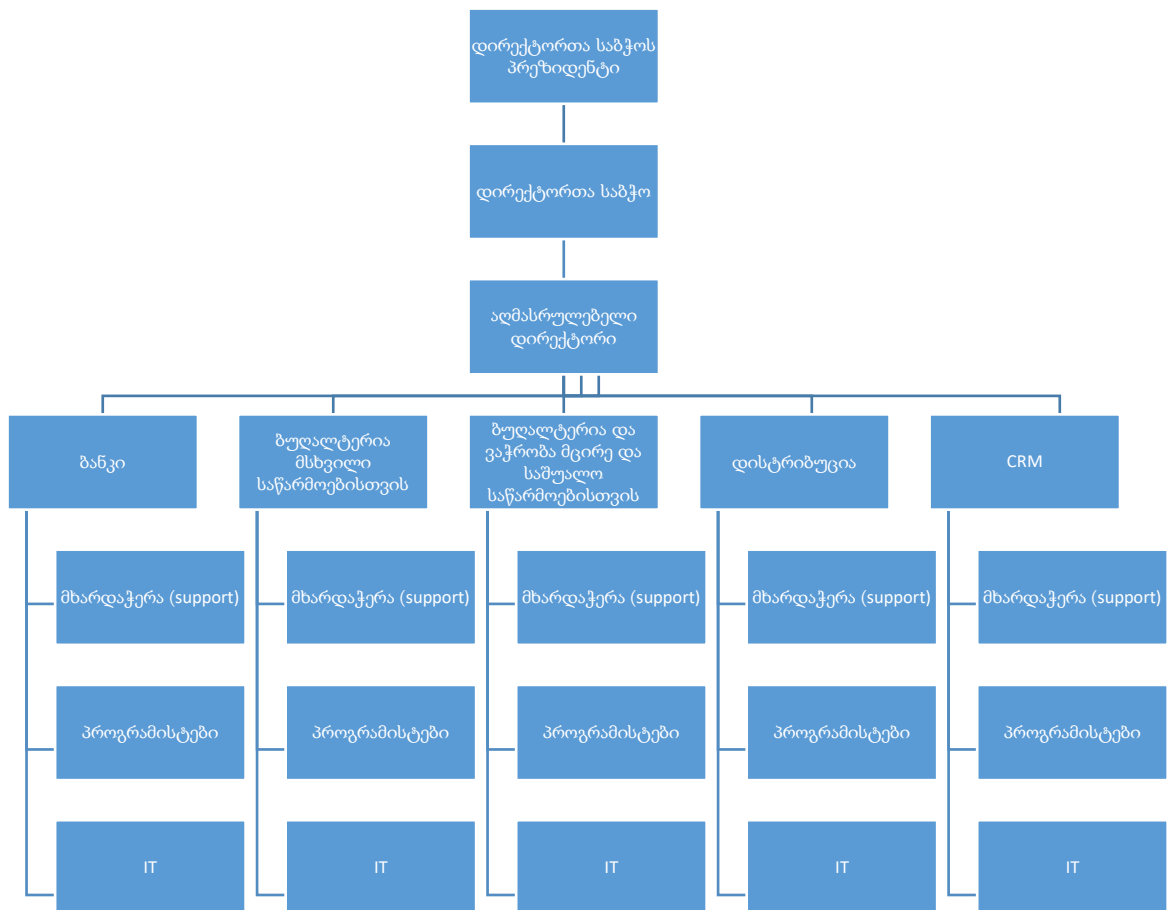 დირექტორთა საბჭოს
პრეზიდენტი
დირექტორთა საბჭო
აღმასრულებელი
დირექტორი
ბანკი
ბუღალტერია
მსხვილი
საწარმოებისთვის
ბუღალტერია და
ვაჭრობა მცირე და
საშუალო
საწარმოებისთვის
დისტრიბუცია
CRM
მხარდაჭერა (support)
მხარდაჭერა (support)
მხარდაჭერა (support)
მხარდაჭერა (support)
მხარდაჭერა (support)
პროგრამისტები
პროგრამისტები
პროგრამისტები
პროგრამისტები
პროგრამისტები
IT
IT
IT
IT
IT